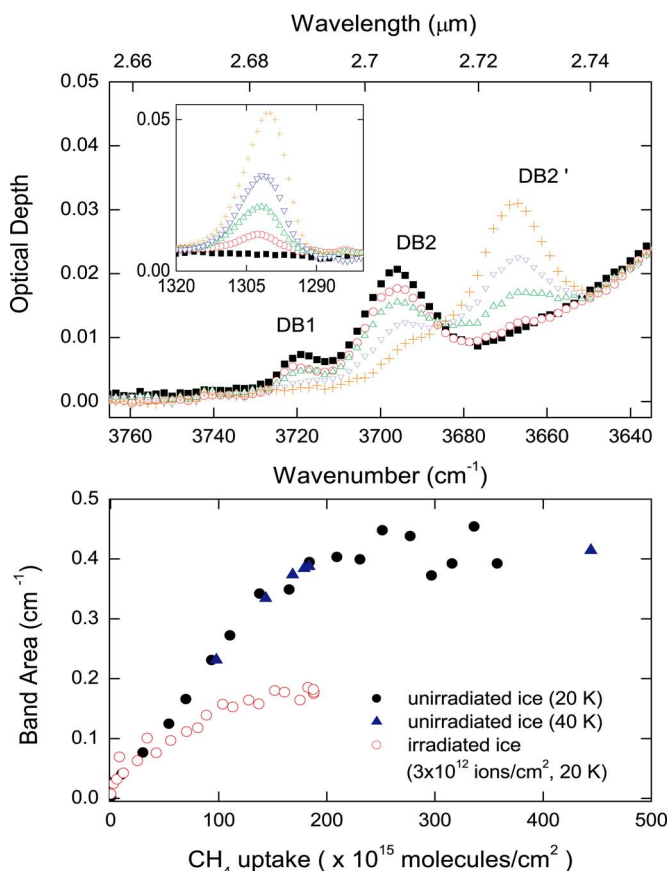 Wavelength (μm)
2.66 2.68 2.7 2.72 2.74
0.05
0.04
0.03
0.02
0.01
0.00
Optical Depth
0.05
0.00
1320 1305 1290
DB1
DB2
DB2 '
3760 3740 3720 3700 3680 3660 3640
Wavenumber (cm⁻¹)
0.5
0.4
0.3
0.2
0.1
0.0
Band Area (cm⁻¹)
unirradiated ice (20 K)
unirradiated ice (40 K)
irradiated ice
(3x10¹² ions/cm², 20 K)
0 100 200 300 400 500
CH₄ uptake ( x 10¹⁵ molecules/cm²)